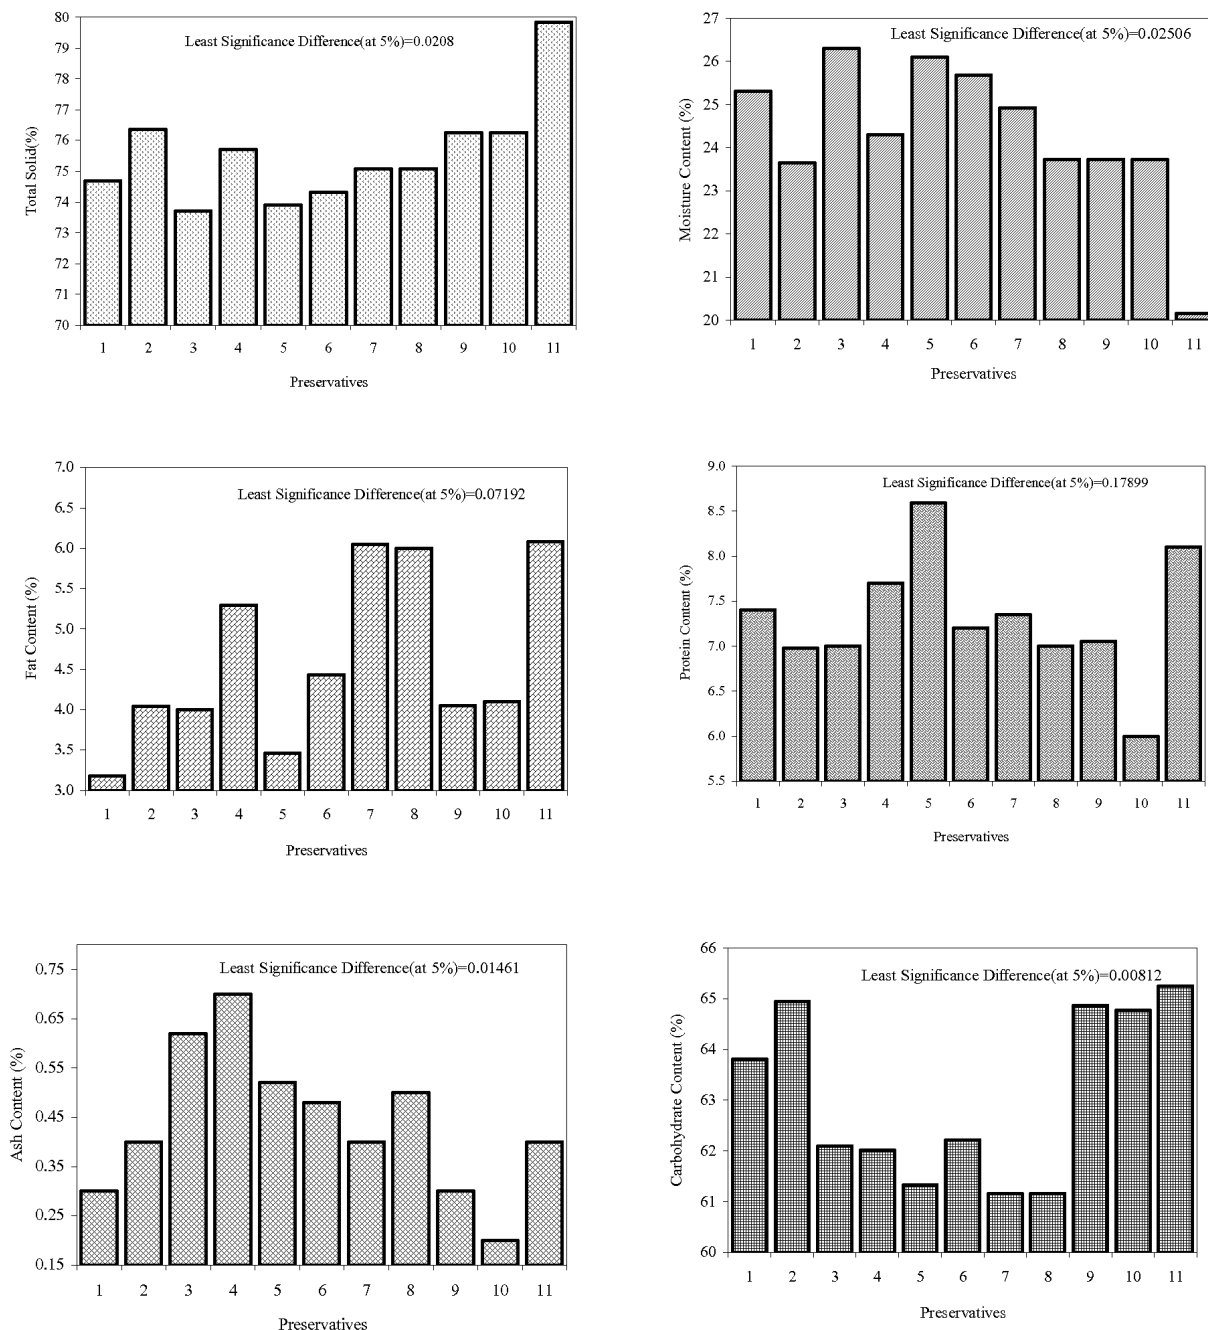 80
79
78
77
76
75
74
73
72
71
70
Total Solid(%)
Least Significance Difference(at 5%)=0.0208
1 2 3 4 5 6 7 8 9 10 11
Preservatives
27
26
25
24
23
22
21
20
Moisture Content (%)
Least Significance Difference(at 5%)=0.02506
1 2 3 4 5 6 7 8 9 10 11
Preservatives
7.0
6.5
6.0
5.5
5.0
4.5
4.0
3.5
3.0
Fat Content (%)
Least Significance Difference(at 5%)=0.07192
1 2 3 4 5 6 7 8 9 10 11
Preservatives
9.0
8.5
8.0
7.5
7.0
6.5
6.0
5.5
Protein Content (%)
Least Significance Difference(at 5%)=0.17899
1 2 3 4 5 6 7 8 9 10 11
Preservatives
0.75
0.65
0.55
0.45
0.35
0.25
0.15
Ash Content (%)
Least Significance Difference(at 5%)=0.01461
1 2 3 4 5 6 7 8 9 10 11
Preservatives
66
65
64
63
62
61
60
Carbohydrate Content (%)
Least Significance Difference(at 5%)=0.00812
1 2 3 4 5 6 7 8 9 10 11
Preservatives